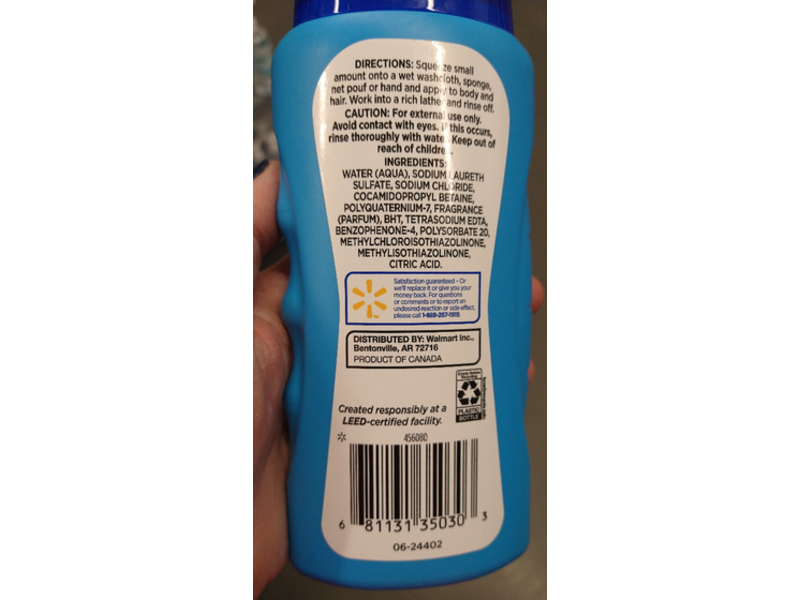 DIRECTIONS: Squeeze small
amount onto a wet washcloth, sponge,
net pouf or hand and apply to body and
hair. Work into a rich lather and rinse off.
CAUTION: For external use only.
Avoid contact with eyes. If this occurs,
rinse thoroughly with water. Keep out of
reach of children.
INGREDIENTS:
WATER (AQUA), SODIUM LAURETH
SULFATE, SODIUM CHLORIDE,
COCAMIDOPROPYL BETAINE,
POLYQUATERNIUM-7, FRAGRANCE
(PARFUM), BHT, TETRASODIUM EDTA,
BENZOPHENONE-4, POLYSORBATE 20,
METHYLCHLOROISOTHIAZOLINONE,
METHYLISOTHIAZOLINONE,
CITRIC ACID.
Satisfaction guaranteed - Or
we'll replace it or give you your
money back. For questions
or comments or to report an
undesired reaction or side effect,
please call 1-888-287-1915.
DISTRIBUTED BY: Walmart Inc.,
Bentonville, AR 72716
PRODUCT OF CANADA
PLASTIC
BOTTLE
Created responsibly at a
LEED-certified facility.
456080
6 81131 35030 3
06-24402